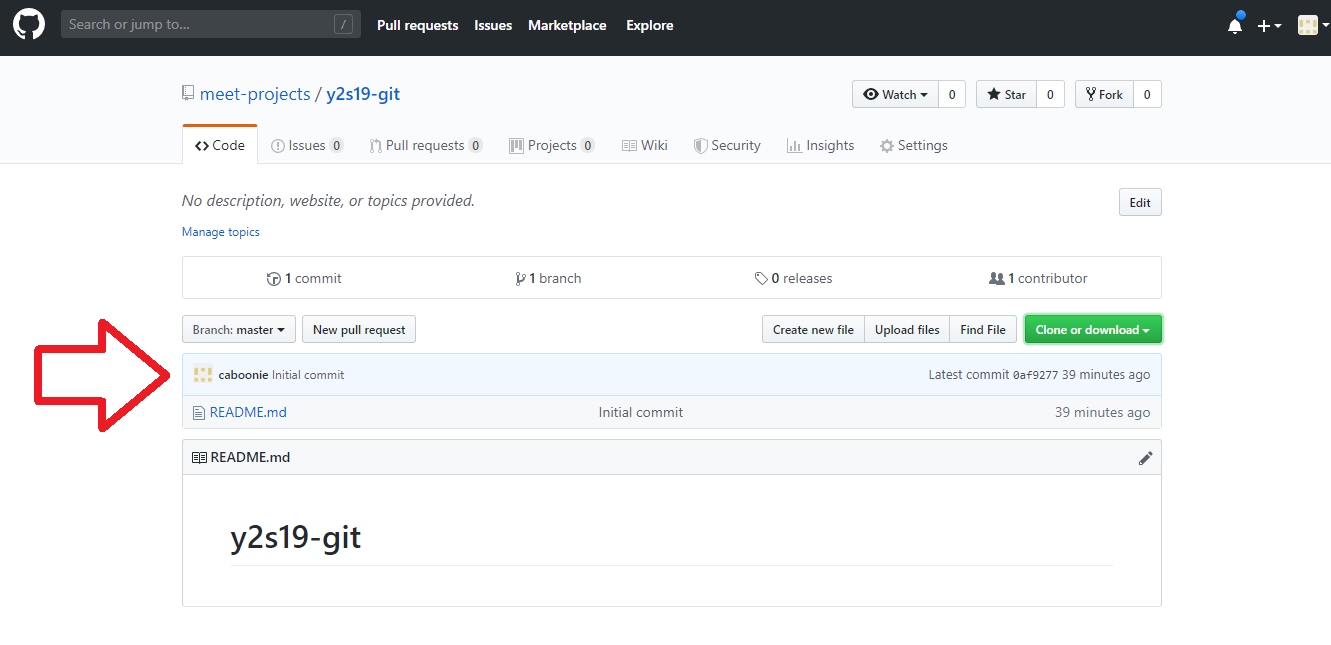 Search or jump to... /
Pull requests Issues Marketplace Explore
meet-projects / y2s19-git
Watch 0 Star 0 Fork 0
Code Issues 0 Pull requests 0 Projects 0 Wiki Security Insights Settings
No description, website, or topics provided.
Edit
Manage topics
1 commit 1 branch 0 releases 1 contributor
Branch: master New pull request Create new file Upload files Find File Clone or download
caboonie Initial commit Latest commit 0af9277 39 minutes ago
README.md Initial commit 39 minutes ago
README.md
y2s19-git